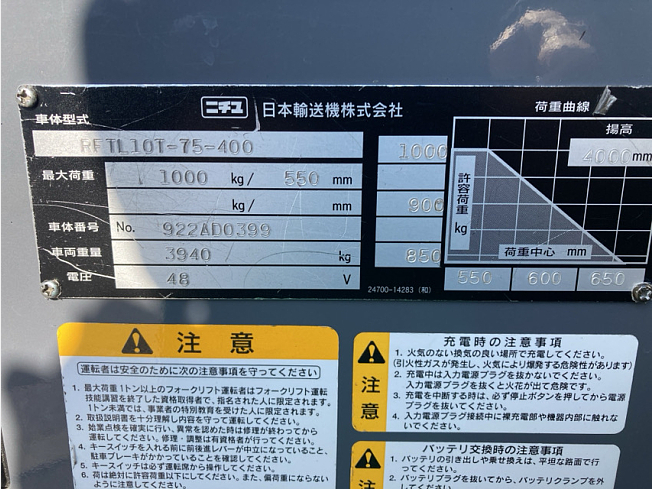 ニチユ 日本輸送機株式会社
車体型式
RFTL10T-75-400
最大荷重 1000 kg/ 550 mm
kg/ mm
車体番号 No. 922AD0399
車両重量 3940 kg
電圧 48 V
荷重曲線
揚高
1000 4000mm
900
850
許容荷重 kg
荷重中心 mm
550 600 650
24700-14283 (和)
注意
運転者は安全のために次の注意事項を守ってください
1. 最大荷重1トン以上のフォークリフト運転者はフォークリフト運転
技能講習を終了した資格取得者で、指名された人に限定されます。
1トン未満では、事業者の特別教育を受けた人に限定されます。
2. 取扱説明書を十分理解し内容を守って運転してください。
3. 始業点検を確実に行い、異常を認めた時は修理が終わってから
運転してください。修理・調整は有資格者が行ってください。
4. キースイッチを入れる前に前後進レバーが中立になっていること、
駐車ブレーキがかかっていることを確認してください。
5. キースイッチは必ず運転席から操作してください。
6. 荷は絶対に許容荷重以下にしてください。また、偏荷重にならない
ように注意してください。
注意
充電時の注意事項
1. 火気のない換気の良い場所で充電してください。
(引火性ガスが発生し、火気により爆発する危険性があります)
2. 充電中は入力電源プラグを抜かないでください。
入力電源プラグを抜くと火花が出て危険です。
3. 充電を中断する時は、必ず停止ボタンを押してから電源
プラグを抜いてください。
4. 入力電源プラグ接続中に裸充電部や機器内部に触れな
いでください。
注意
バッテリ交換時の注意事項
1. バッテリの引き出しや乗せ換えは、平坦な路面で行
ってください。
2. バッテリプラグを抜いてから、バッテリクランプを外
してください。